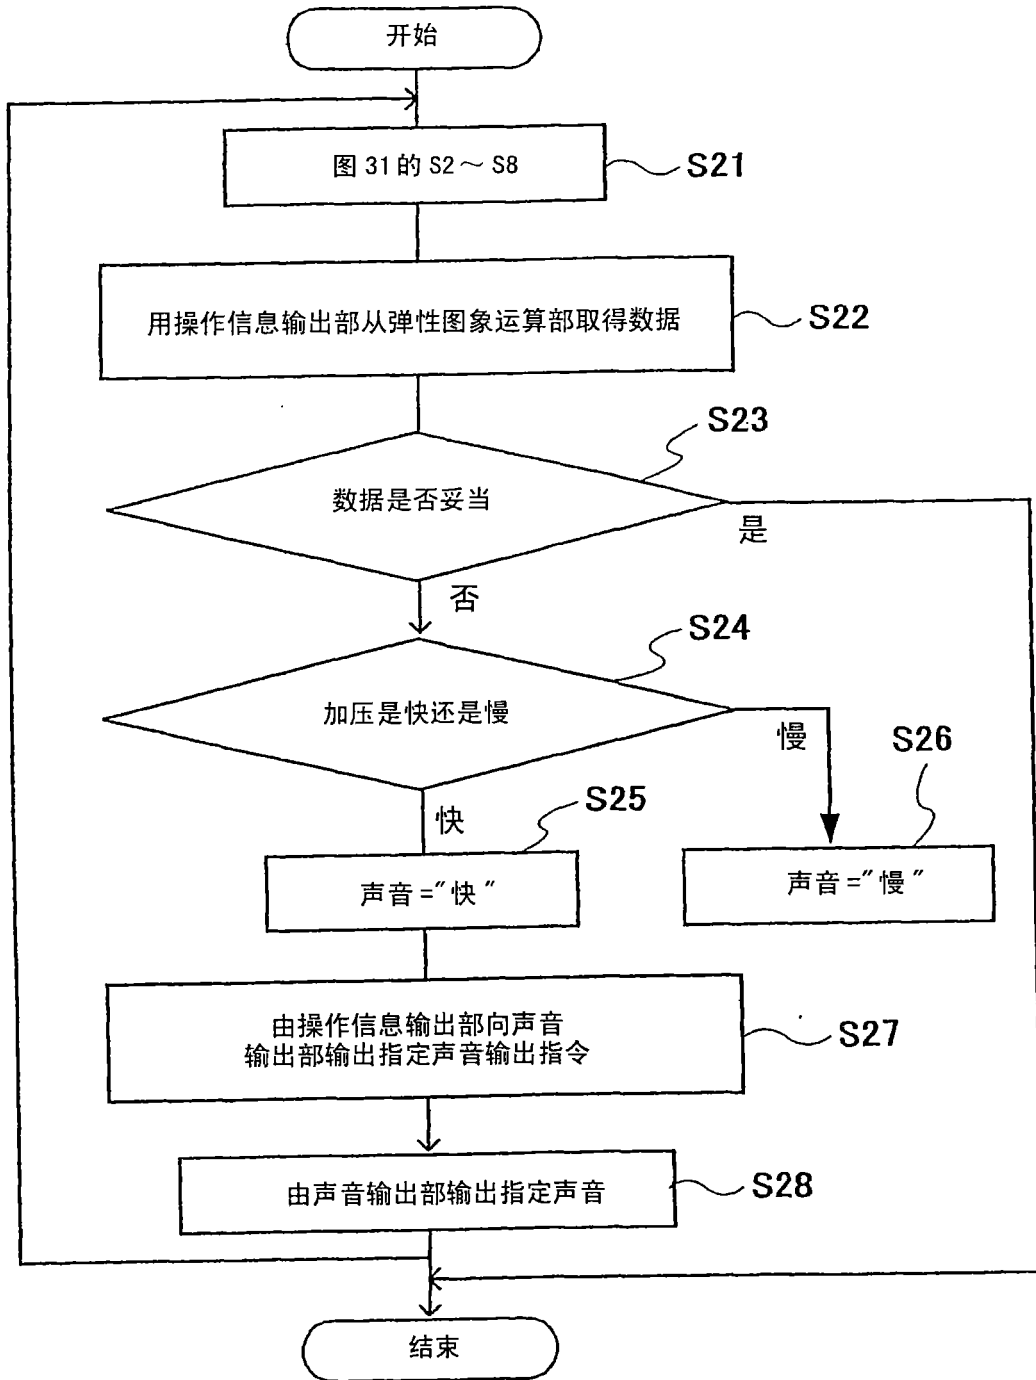 开始
图31的S2～S8
S21
用操作信息输出部从弹性图象运算部取得数据
S22
S23
数据是否妥当
是
否
S24
加压是快还是慢
慢
S26
快
S25
声音="快"
声音="慢"
由操作信息输出部向声音
输出部输出指定声音输出指令
S27
由声音输出部输出指定声音
S28
结束